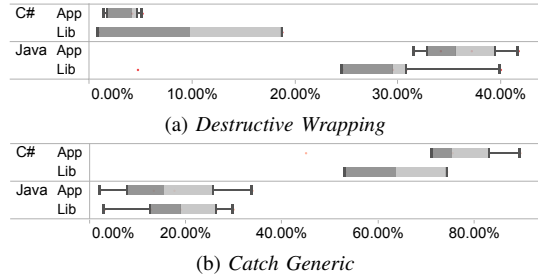 C# App
Lib
Java App
Lib
0.00% 10.00% 20.00% 30.00% 40.00%
(a) Destructive Wrapping
C# App
Lib
Java App
Lib
0.00% 20.00% 40.00% 60.00% 80.00%
(b) Catch Generic